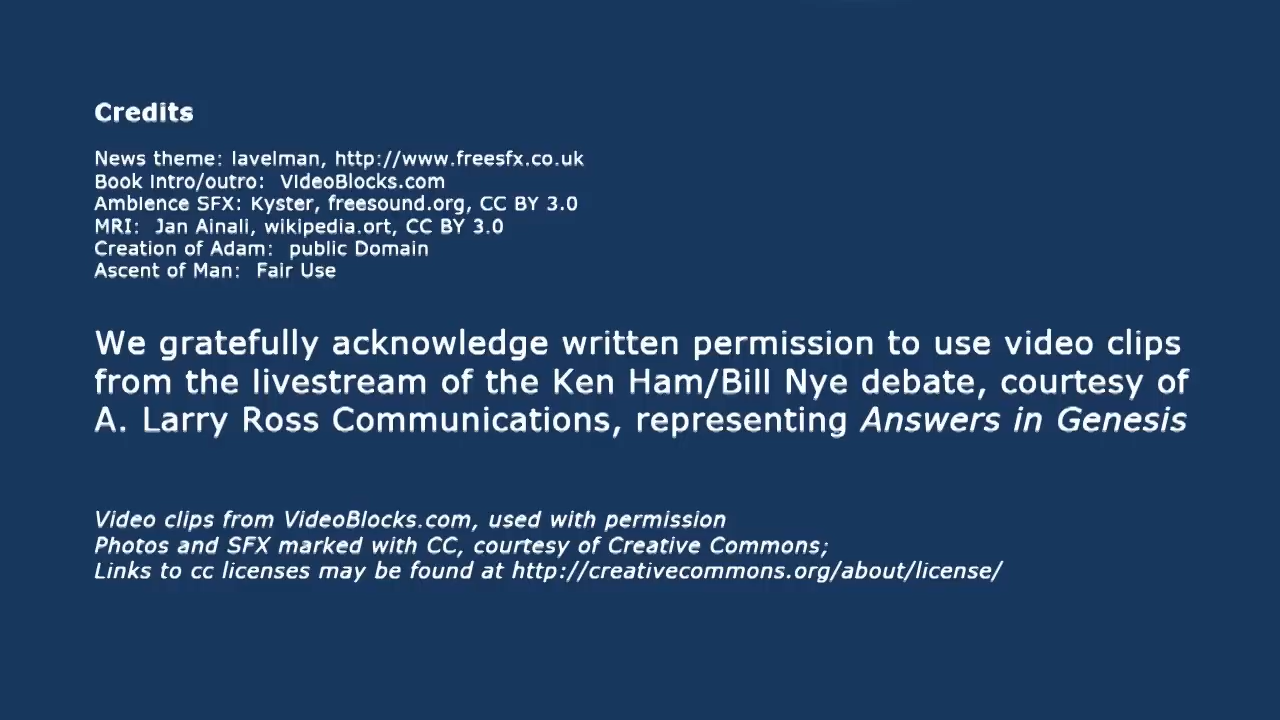 Credits
News theme: lavelman, http://www.freesfx.co.uk
Book Intro/outro:  VideoBlocks.com
Ambience SFX: Kyster, freesound.org, CC BY 3.0
MRI:  Jan Ainali, wikipedia.ort, CC BY 3.0
Creation of Adam:  public Domain
Ascent of Man:  Fair Use
We gratefully acknowledge written permission to use video clips
from the livestream of the Ken Ham/Bill Nye debate, courtesy of
A. Larry Ross Communications, representing Answers in Genesis
Video clips from VideoBlocks.com, used with permission
Photos and SFX marked with CC, courtesy of Creative Commons;
Links to cc licenses may be found at http://creativecommons.org/about/license/